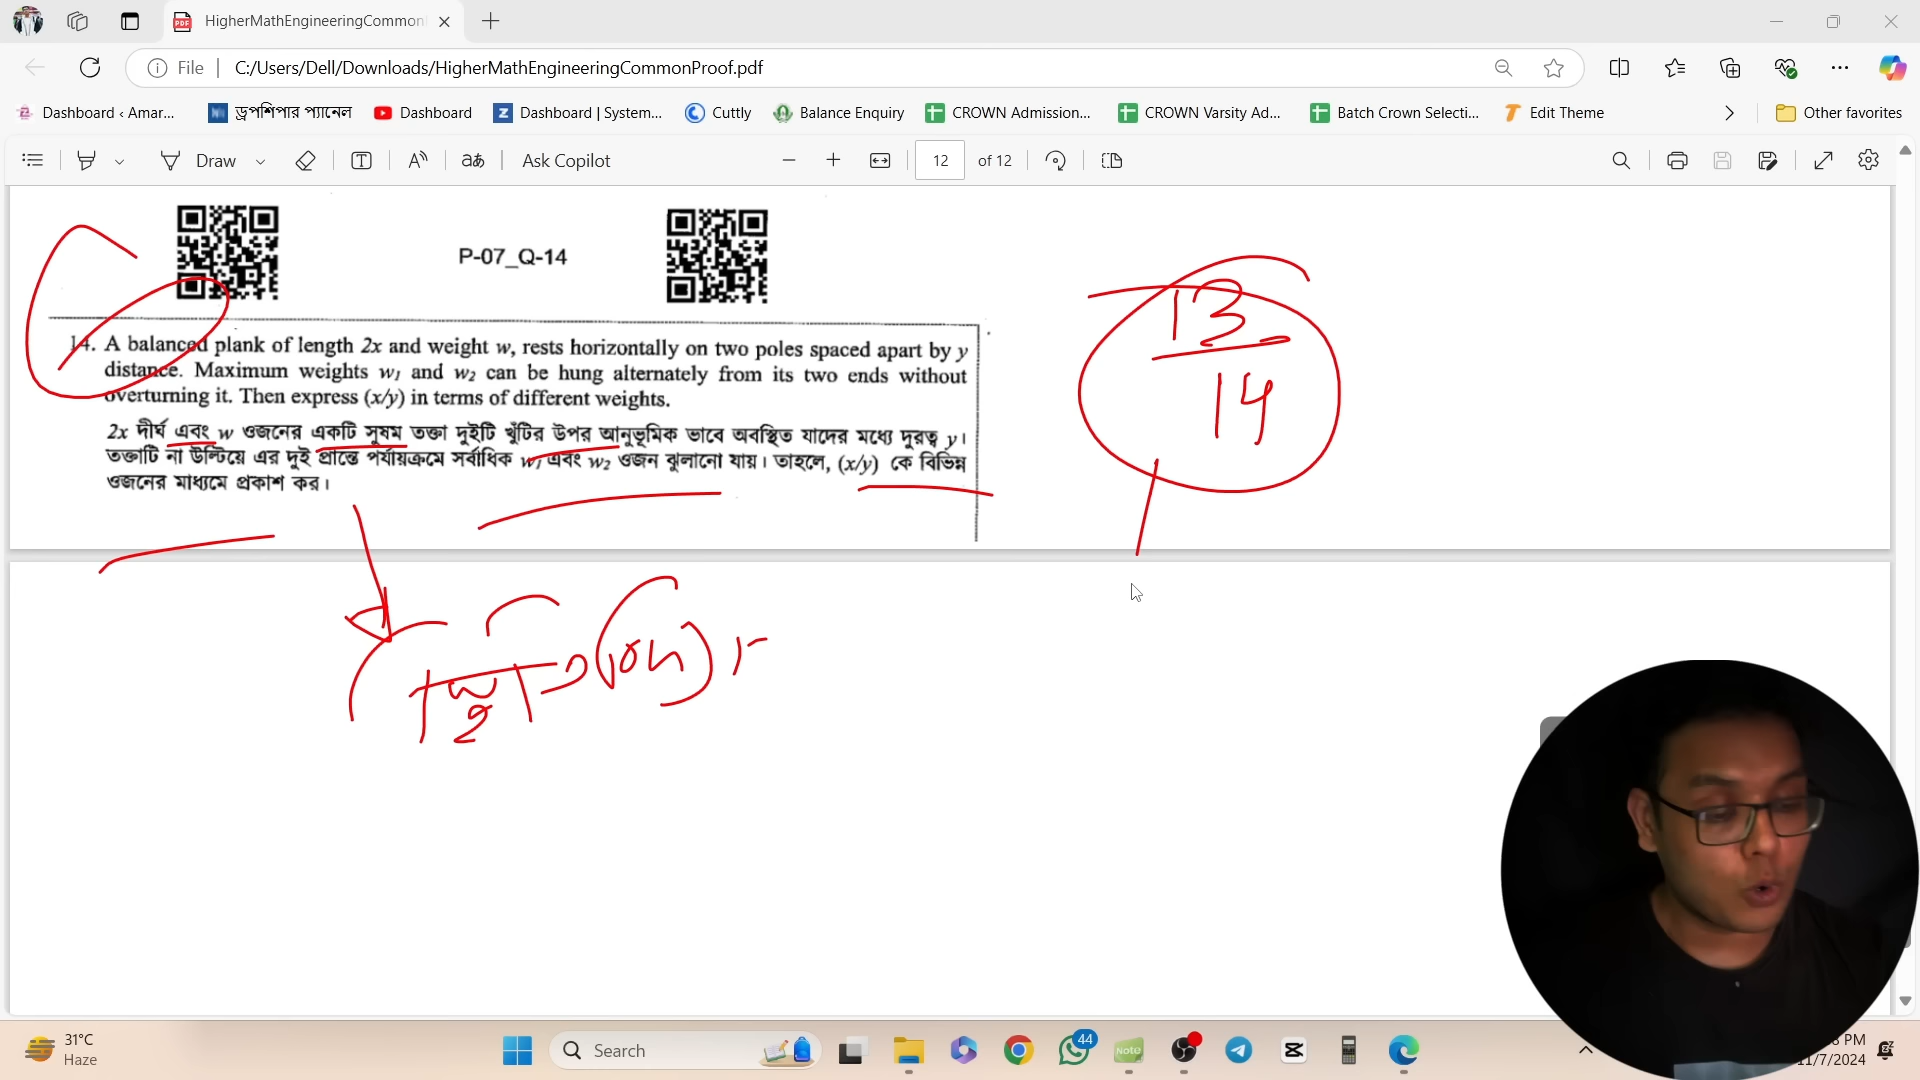 HigherMathEngineeringCommon
File C:/Users/Dell/Downloads/HigherMathEngineeringCommonProof.pdf
Dashboard ‹ Amar... ড্রপশিপার প্যানেল Dashboard Dashboard | System... Cuttly Balance Enquiry CROWN Admission... CROWN Varsity Ad... Batch Crown Selecti... Edit Theme Other favorites
Draw Ask Copilot 12 of 12
P-07_Q-14
14. A balanced plank of length 2x and weight w, rests horizontally on two poles spaced apart by y
distance. Maximum weights w₁ and w₂ can be hung alternately from its two ends without
overturning it. Then express (x/y) in terms of different weights.
2x দীর্ঘ এবং w ওজনের একটি সুষম তক্তা দুইটি খুঁটির উপর আনুভূমিক ভাবে অবস্থিত যাদের মধ্যে দূরত্ব y।
তক্তাটি না উল্টিয়ে এর দুই প্রান্তে পর্যায়ক্রমে সর্বাধিক w₁ এবং w₂ ওজন ঝুলানো যায়। তাহলে, (x/y) কে বিভিন্ন
ওজনের মাধ্যমে প্রকাশ কর।
13
14
31°C
Haze
Search
44
PM
11/7/2024